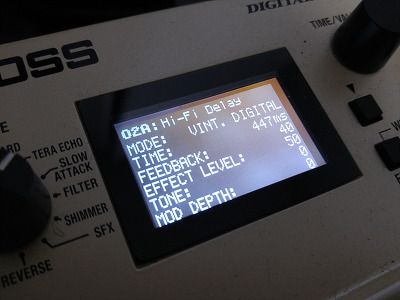 DIGITAL
TIME/VAL
OSS
02A: Hi-Fi Delay
MODE: VINT. DIGITAL
TIME: 447ms
FEEDBACK: 40
EFFECT LEVEL: 50
TONE: 0
MOD DEPTH: 0
TERA ECHO
SLOW
ATTACK
FILTER
SHIMMER
SFX
REVERSE